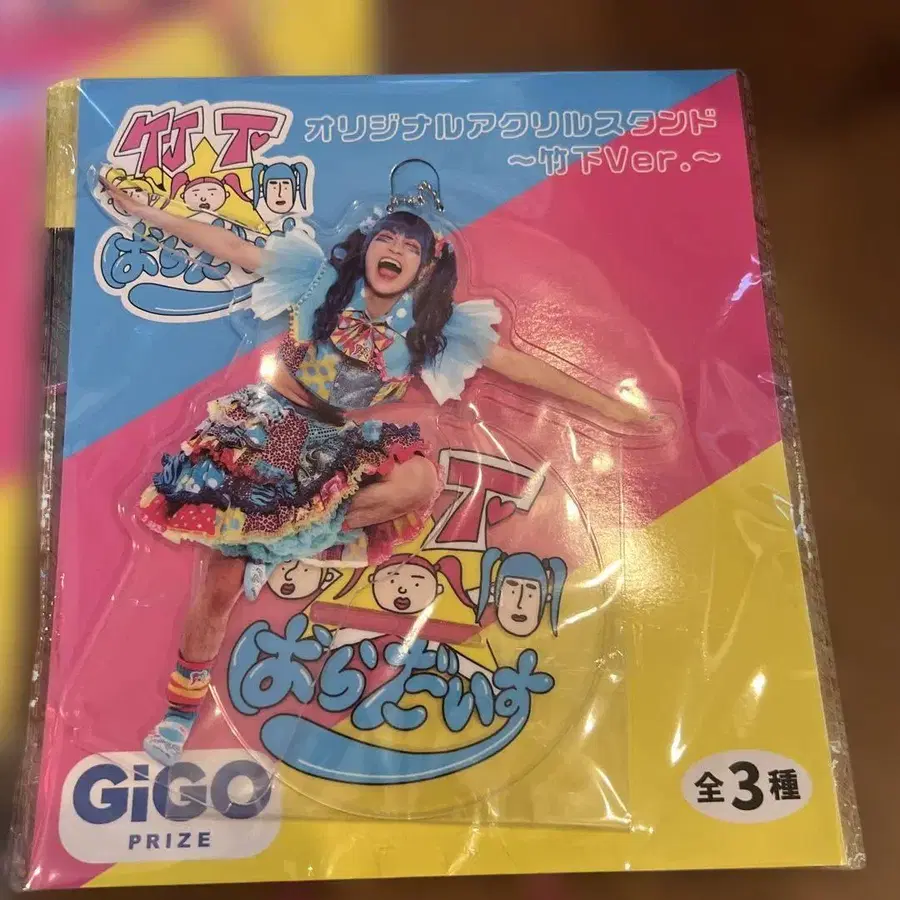 竹下
ぱらだいす
オリジナルアクリルスタンド
～竹下Ver.～
下
ぱらだいす
GiGO
PRIZE
全3種